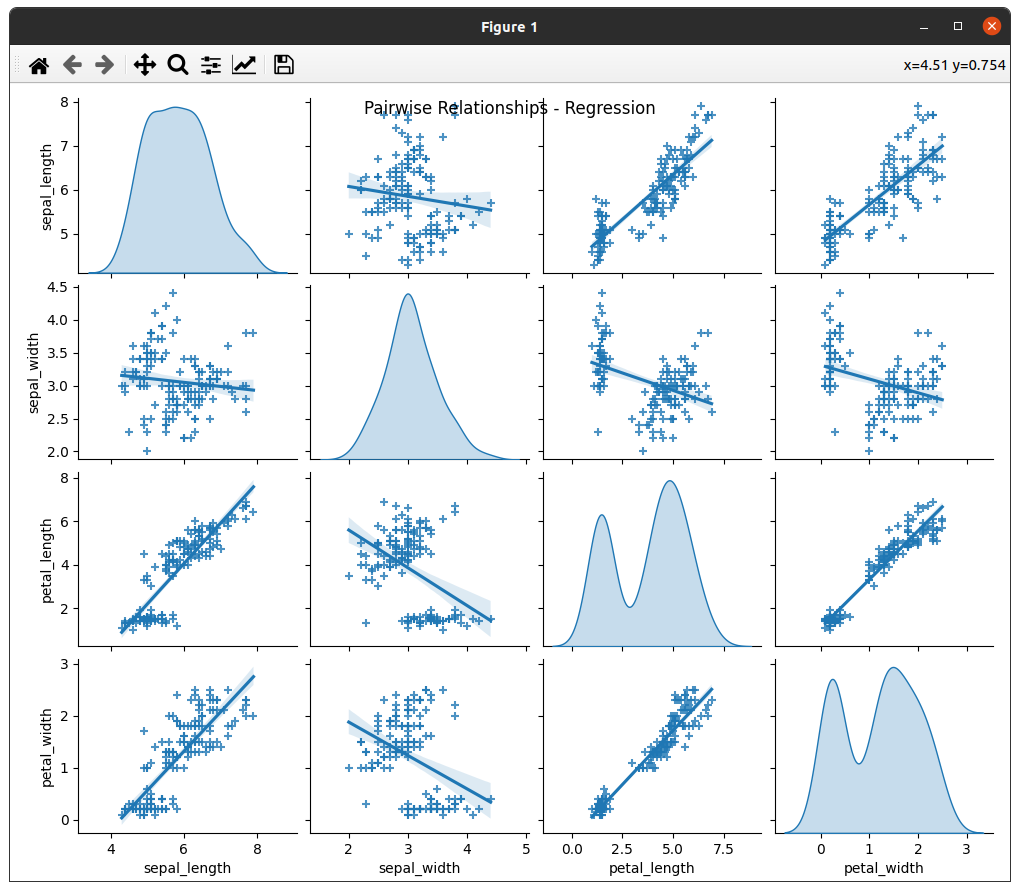 Figure 1
x=4.51 y=0.754
Pairwise Relationships - Regression
8
7
6
5
sepal_length
4.5
4.0
3.5
3.0
2.5
2.0
sepal_width
8
6
4
2
petal_length
3
2
1
0
petal_width
4 6 8 2 3 4 5 0.0 2.5 5.0 7.5 0 1 2 3
sepal_length sepal_width petal_length petal_width